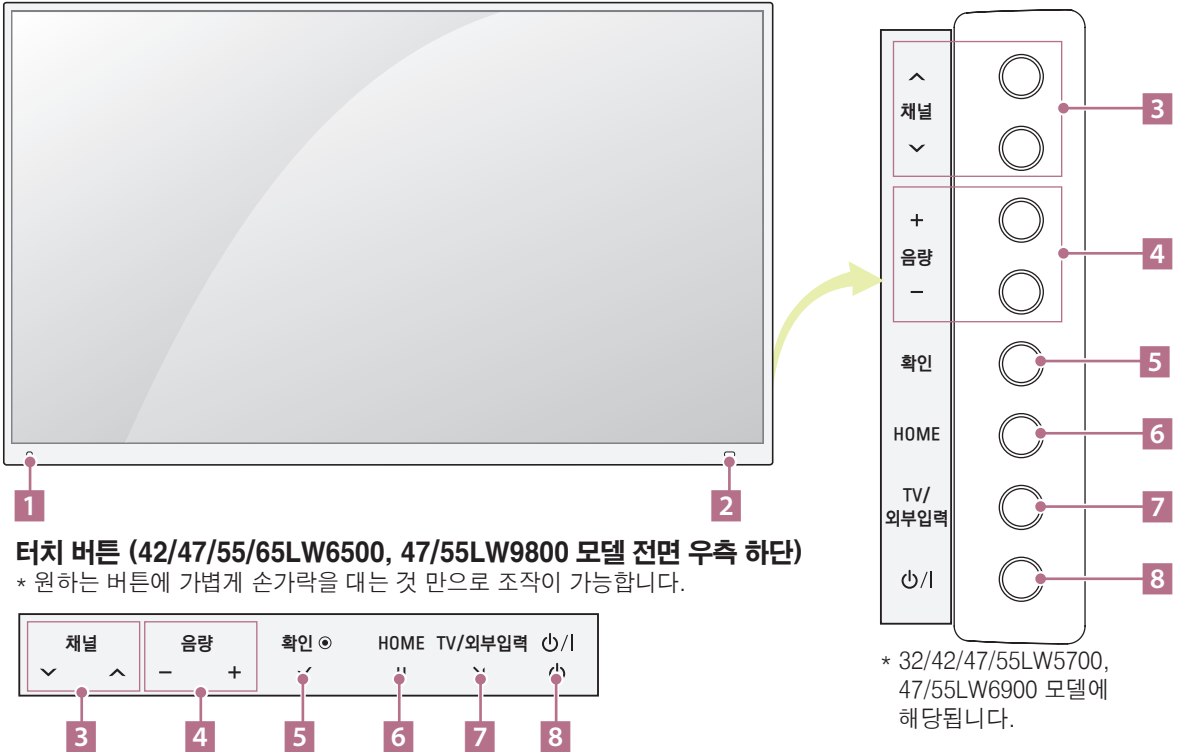 채널
음량
확인
HOME
TV/
외부입력
⏻/I
3
4
5
6
7
8
* 32/42/47/55LW5700,
47/55LW6900 모델에
해당됩니다.
1
2
터치 버튼 (42/47/55/65LW6500, 47/55LW9800 모델 전면 우측 하단)
* 원하는 버튼에 가볍게 손가락을 대는 것 만으로 조작이 가능합니다.
채널 음량 확인 ⦿ HOME TV/외부입력 ⏻/I
3 4 5 6 7 8